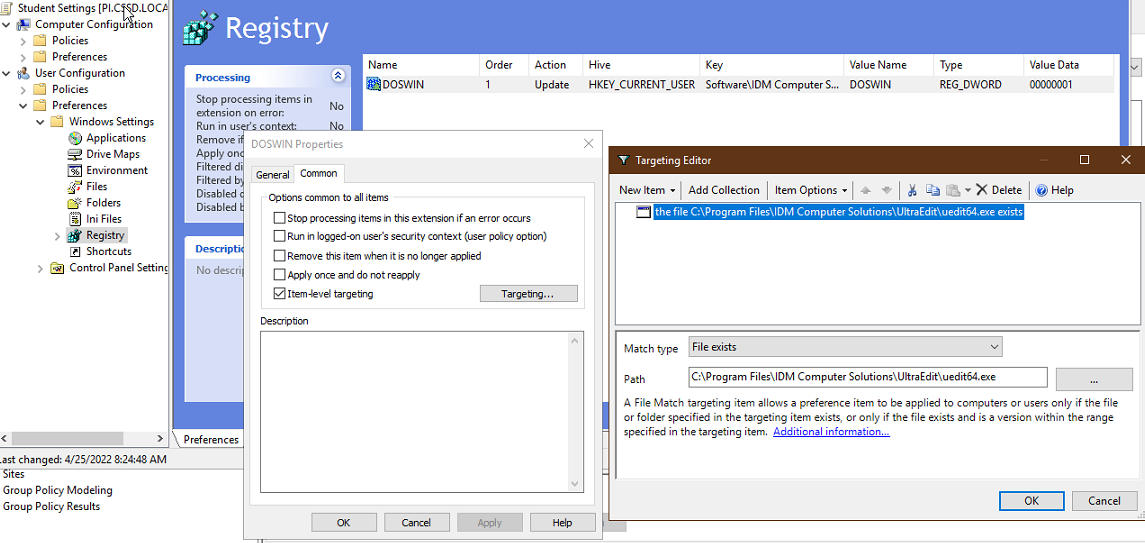 Student Settings [PI.CSSD.LOCA
Computer Configuration
Policies
Preferences
User Configuration
Policies
Preferences
Windows Settings
Applications
Drive Maps
Environment
Files
Folders
Ini Files
Registry
Shortcuts
Control Panel Setting
Last changed: 4/25/2022 8:24:48 AM
Sites
Group Policy Modeling
Group Policy Results
Registry
Processing
Stop processing items in
extension on error: No
Run in user's context: No
Remove if
Apply onc
Filtered di
Filtered by
Disabled
Disabled b
Descriptio
No descrip
Preferences
Name Order Action Hive Key Value Name Type Value Data
DOSWIN 1 Update HKEY_CURRENT_USER Software\IDM Computer S... DOSWIN REG_DWORD 00000001
DOSWIN Properties
General Common
Options common to all items
Stop processing items in this extension if an error occurs
Run in logged-on user's security context (user policy option)
Remove this item when it is no longer applied
Apply once and do not reapply
Item-level targeting Targeting...
Description
OK Cancel Apply Help
Targeting Editor
New Item Add Collection Item Options Delete Help
the file C:\Program Files\IDM Computer Solutions\UltraEdit\uedit64.exe exists
Match type File exists
Path C:\Program Files\IDM Computer Solutions\UltraEdit\uedit64.exe ...
A File Match targeting item allows a preference item to be applied to computers or users only if the file
or folder specified in the targeting item exists, or only if the file exists and is a version within the range
specified in the targeting item. Additional information...
OK Cancel